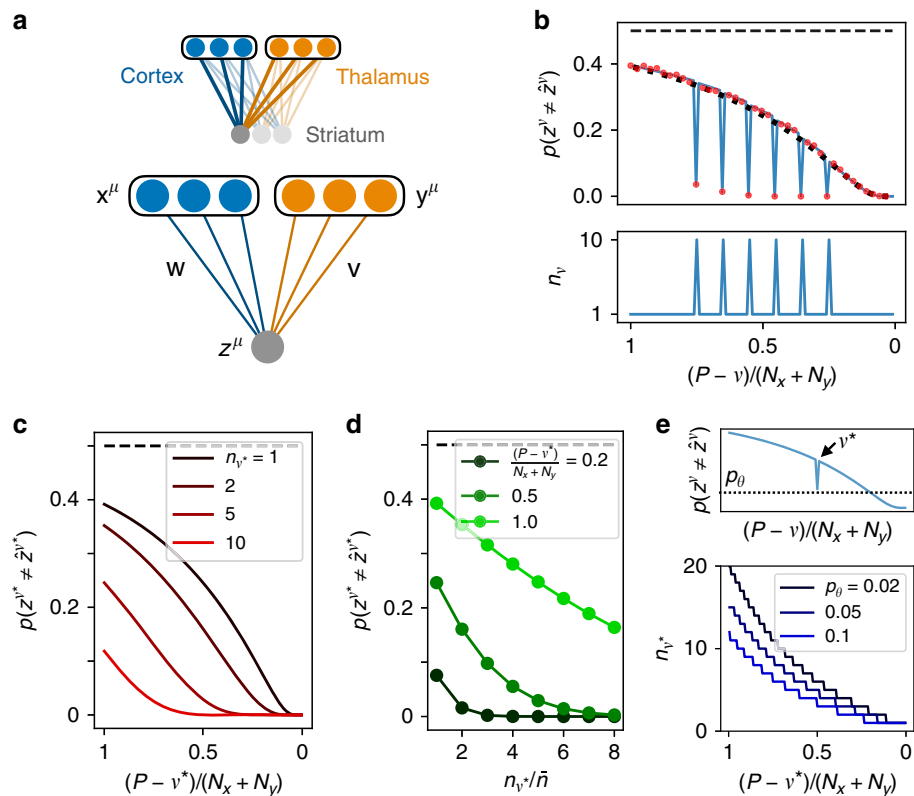 a
Cortex
Thalamus
Striatum
x^μ
y^μ
w
v
z^μ
b
p(z^ν ≠ ẑ^ν)
0.4
0.2
0.0
n_ν
10
1
1
0.5
0
(P − ν)/(N_x + N_y)
c
p(z^ν* ≠ ẑ^ν*)
0.4
0.2
0
n_ν* = 1
2
5
10
1
0.5
0
(P − ν*)/(N_x + N_y)
d
p(z^ν* ≠ ẑ^ν*)
0.4
0.2
0
(P − ν*)/(N_x + N_y) = 0.2
0.5
1.0
2
4
6
8
n_ν*/n̄
e
p(z^ν ≠ ẑ^ν)
p_θ
ν*
(P − ν)/(N_x + N_y)
n_ν*
20
10
0
p_θ = 0.02
0.05
0.1
1
0.5
0
(P − ν*)/(N_x + N_y)